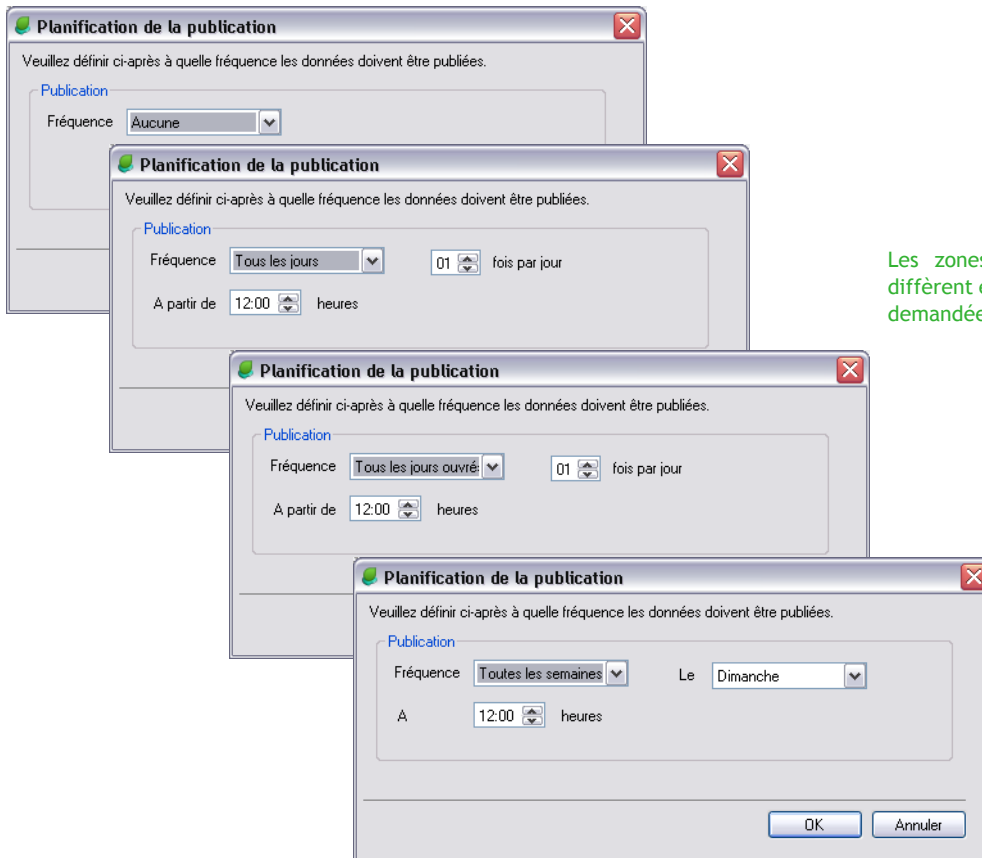 Planification de la publication
Veuillez définir ci-après à quelle fréquence les données doivent être publiées.
Publication
Fréquence Aucune
Planification de la publication
Veuillez définir ci-après à quelle fréquence les données doivent être publiées.
Publication
Fréquence Tous les jours 01 fois par jour
A partir de 12:00 heures
Les zones
diffèrent
demandée
Planification de la publication
Veuillez définir ci-après à quelle fréquence les données doivent être publiées.
Publication
Fréquence Tous les jours ouvré 01 fois par jour
A partir de 12:00 heures
Planification de la publication
Veuillez définir ci-après à quelle fréquence les données doivent être publiées.
Publication
Fréquence Toutes les semaines Le Dimanche
A 12:00 heures
OK Annuler